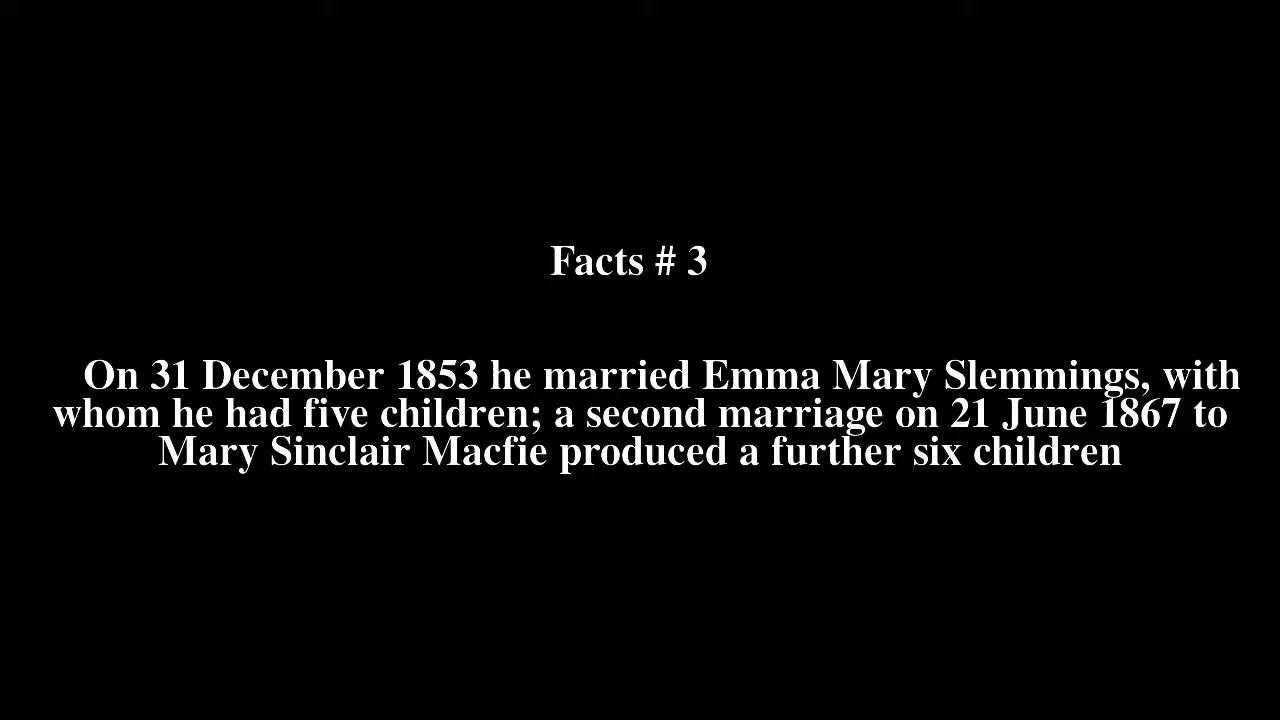 Facts # 3
On 31 December 1853 he married Emma Mary Slemmings, with
whom he had five children; a second marriage on 21 June 1867 to
Mary Sinclair Macfie produced a further six children